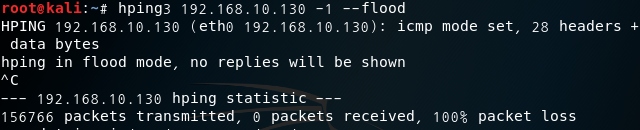 root@kali:~# hping3 192.168.10.130 -1 --flood
HPING 192.168.10.130 (eth0 192.168.10.130): icmp mode set, 28 headers +
 data bytes
hping in flood mode, no replies will be shown
^C
--- 192.168.10.130 hping statistic ---
156766 packets transmitted, 0 packets received, 100% packet loss